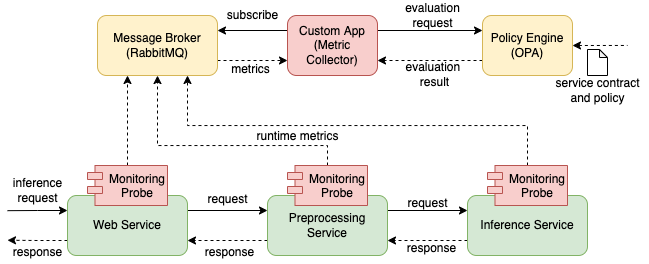 subscribe
evaluation
request
Message Broker
(RabbitMQ)
Custom App
(Metric
Collector)
Policy Engine
(OPA)
metrics
evaluation
result
service contract
and policy
runtime metrics
Monitoring
Probe
Monitoring
Probe
Monitoring
Probe
inference
request
request
request
Web Service
Preprocessing
Service
Inference Service
response
response
response